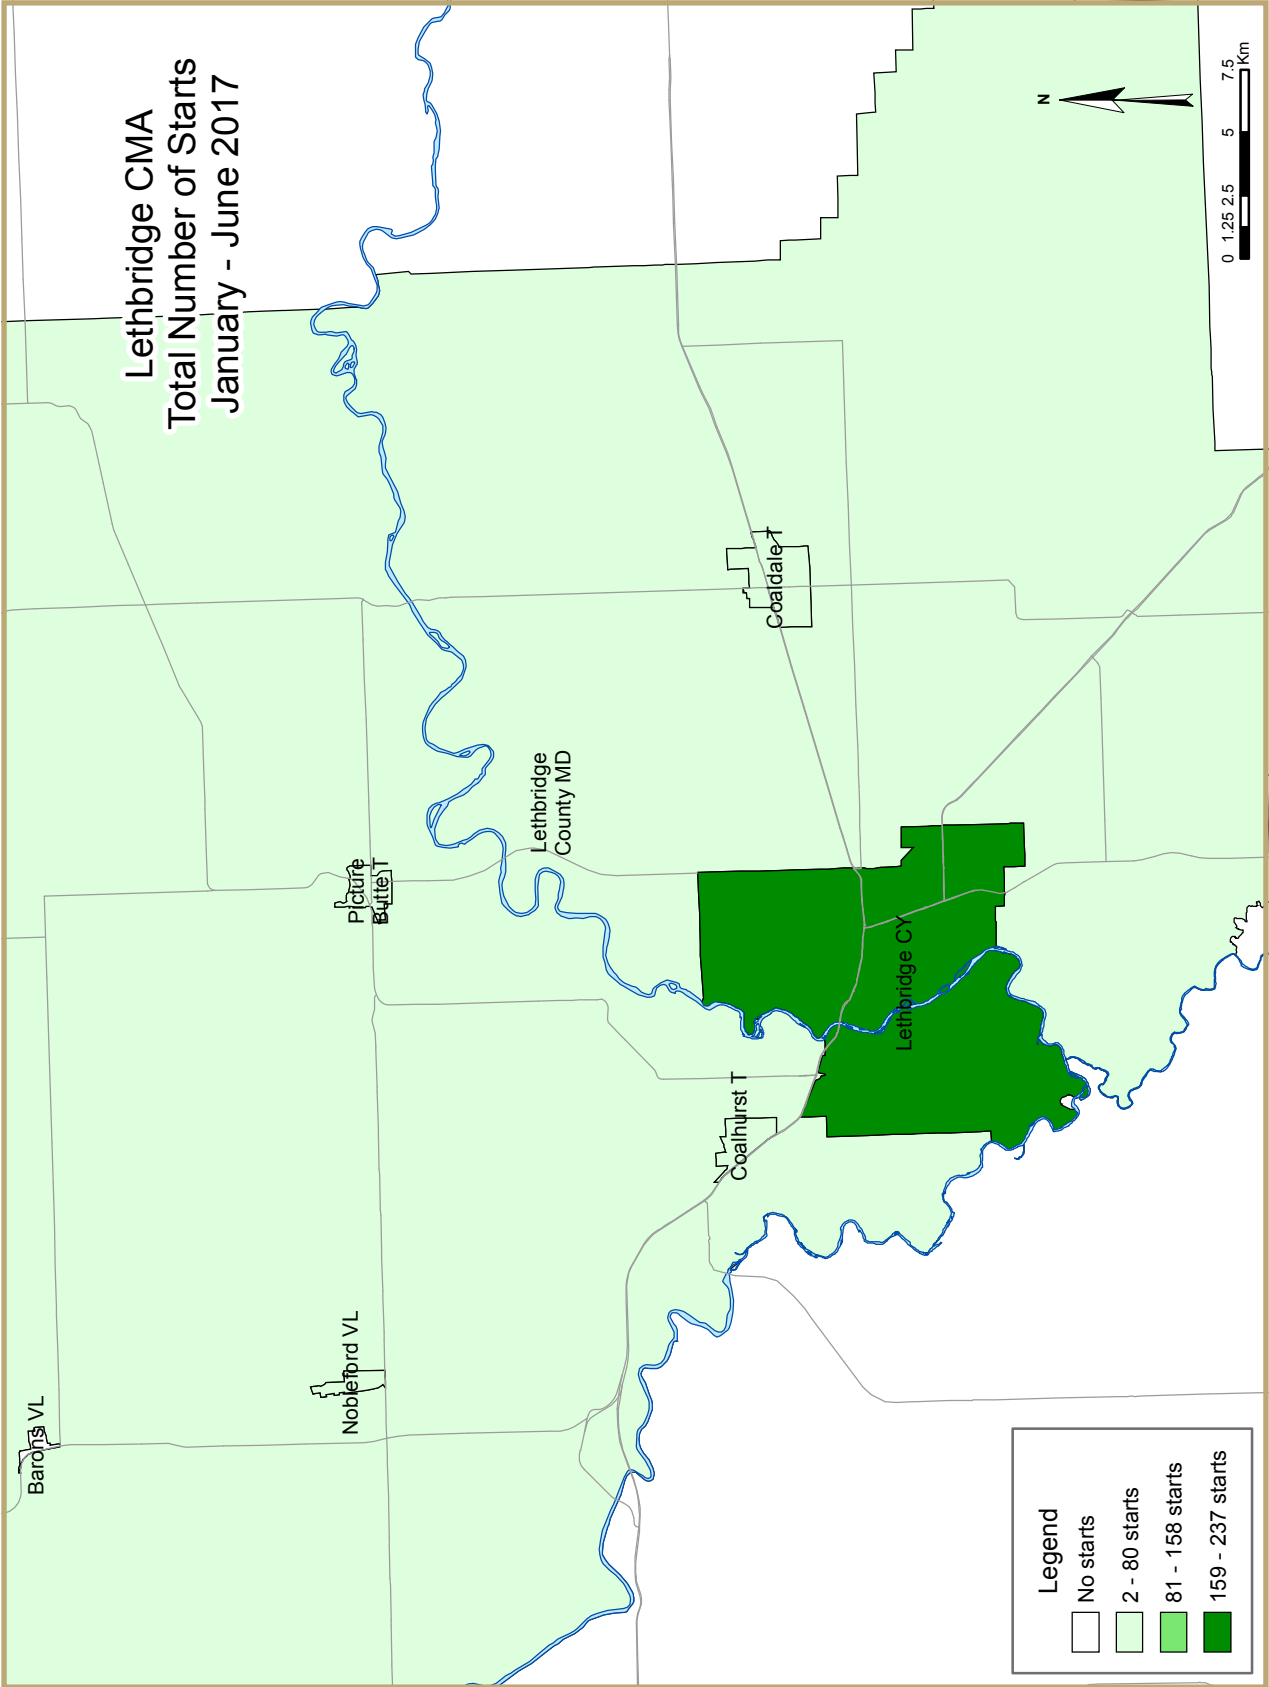 Lethbridge CMA
Total Number of Starts
January - June 2017
Barons VL
Nobleford VL
Picture
Butte T
Lethbridge
County MD
Coalhurst T
Coaldale T
Lethbridge CY
Legend
No starts
2 - 80 starts
81 - 158 starts
159 - 237 starts
N
0 1.25 2.5 5 7.5
Km